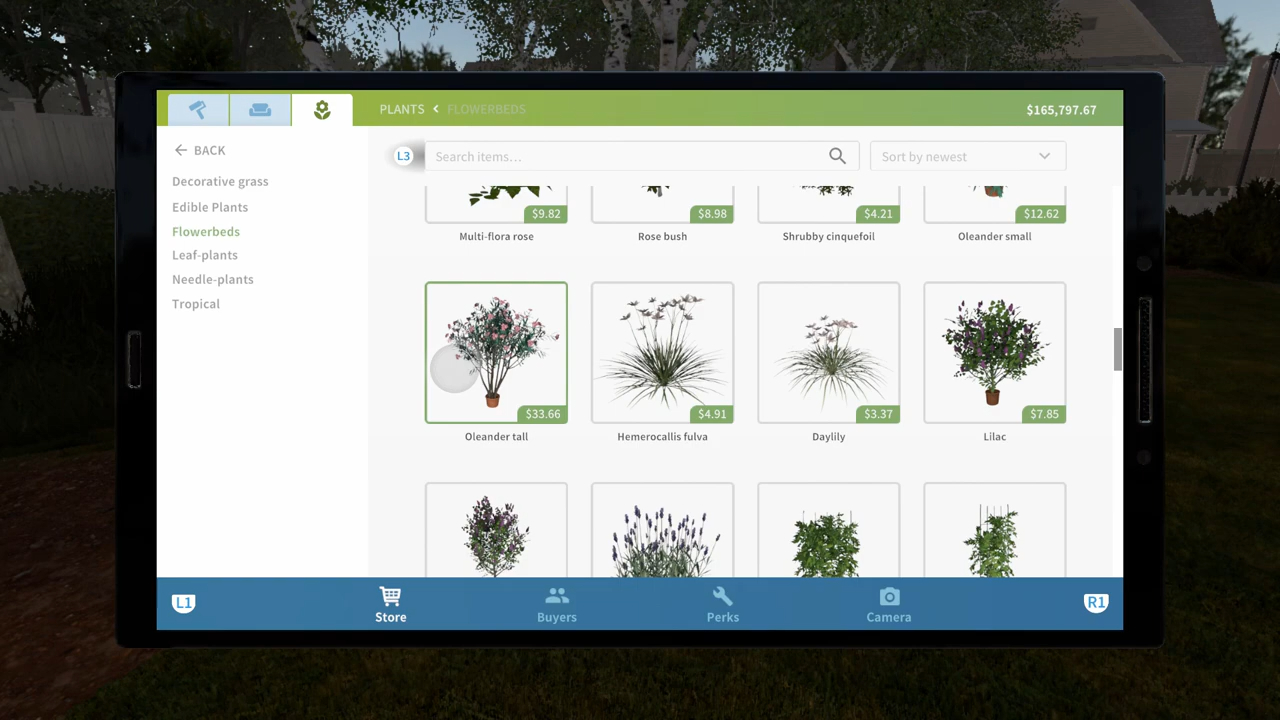 PLANTS < FLOWERBEDS
$165,797.67
BACK
Decorative grass
Edible Plants
Flowerbeds
Leaf-plants
Needle-plants
Tropical
L3
Search items...
Sort by newest
$9.82
$8.98
$4.21
$12.62
Multi-flora rose
Rose bush
Shrubby cinquefoil
Oleander small
$33.66
$4.91
$3.37
$7.85
Oleander tall
Hemerocallis fulva
Daylily
Lilac
L1
Store
Buyers
Perks
Camera
R1